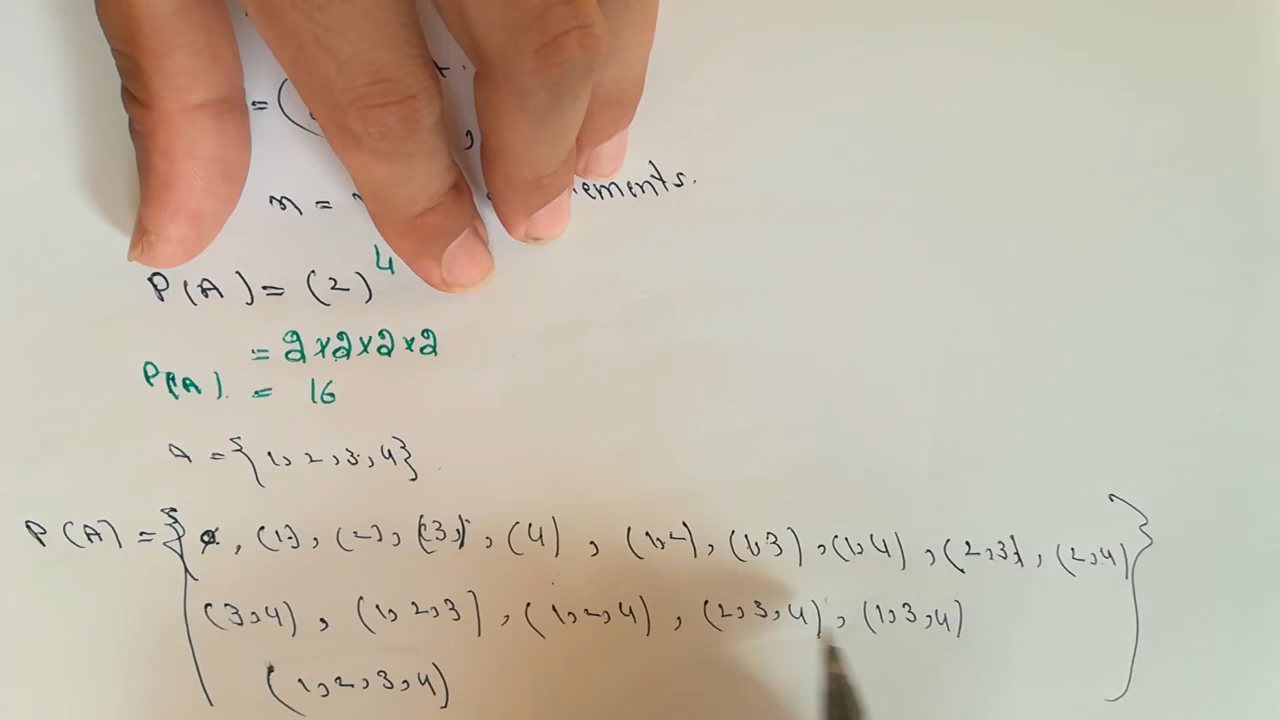 = (
,
n =
P(A) = (2)⁴
= 2×2×2×2
P(A). = 16
A = {1, 2, 3, 4}
P(A) = { ∅, (1), (2), (3), (4), (1,2), (1,3), (1,4), (2,3), (2,4)
(3,4), (1,2,3), (1,2,4), (2,3,4), (1,3,4)
(1,2,3,4) }